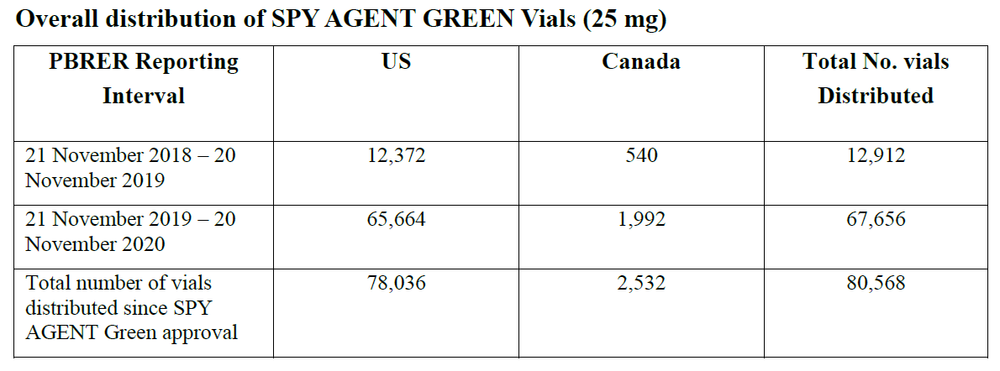 Overall distribution of SPY AGENT GREEN Vials (25 mg)
PBRER Reporting Interval US Canada Total No. vials Distributed
21 November 2018 – 20 November 2019 12,372 540 12,912
21 November 2019 – 20 November 2020 65,664 1,992 67,656
Total number of vials distributed since SPY AGENT Green approval 78,036 2,532 80,568